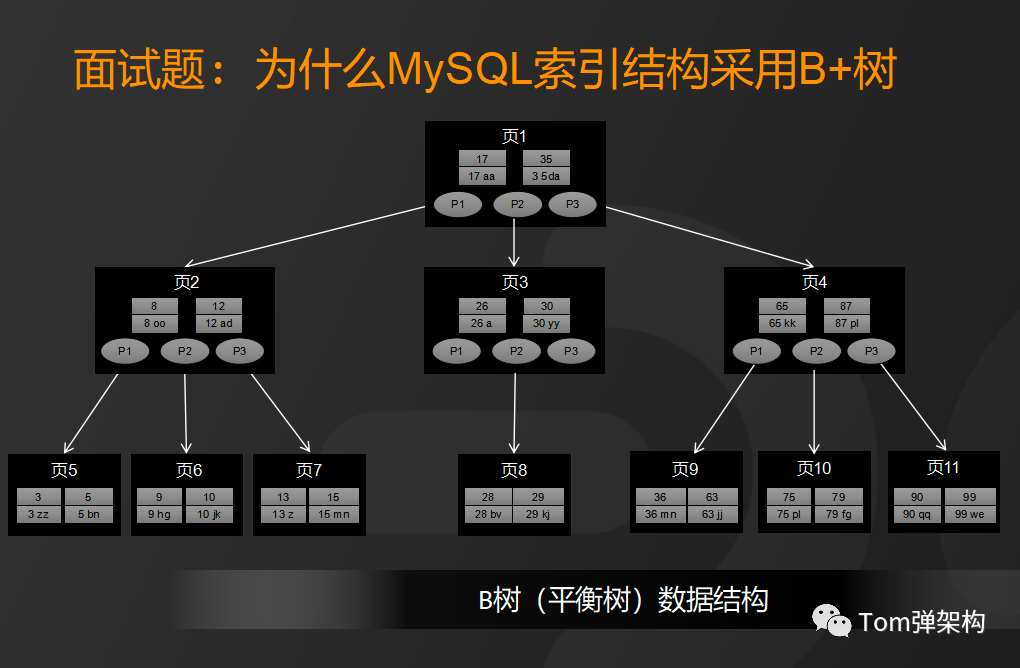 面试题：为什么MySQL索引结构采用B+树
页1
17 35
17 aa 3 5da
P1 P2 P3
页2 页3 页4
8 12 26 30 65 87
8 oo 12 ad 26 a 30 yy 65 kk 87 pl
P1 P2 P3 P1 P2 P3 P1 P2 P3
页5 页6 页7 页8 页9 页10 页11
3 5 9 10 13 15 28 29 36 63 75 79 90 99
3 zz 5 bn 9 hg 10 jk 13 z 15 mn 28 bv 29 kj 36 mn 63 jj 75 pl 79 fg 90 qq 99 we
B树（平衡树）数据结构
Tom弹架构